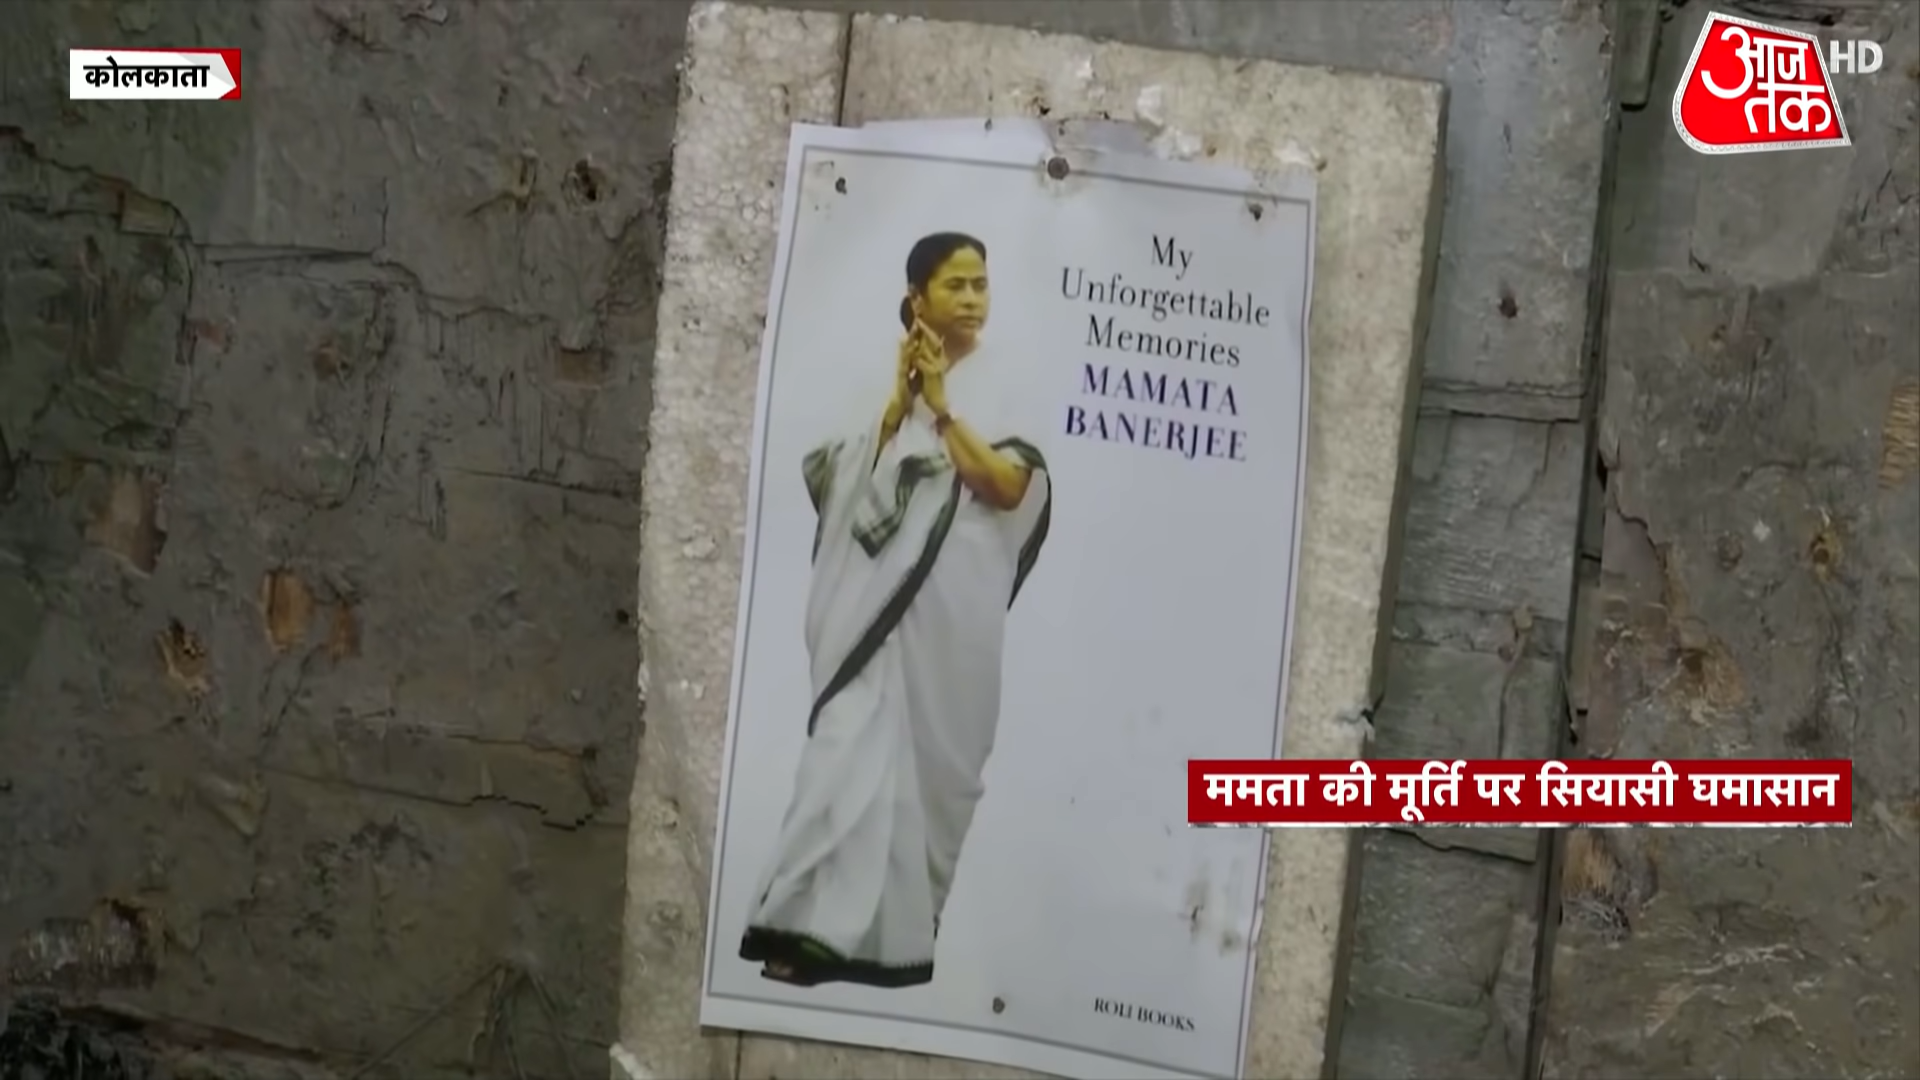 कोलकाता
आज
तक
HD
My
Unforgettable
Memories
MAMATA
BANERJEE
ममता की मूर्ति पर सियासी घमासान
ROLI BOOKS